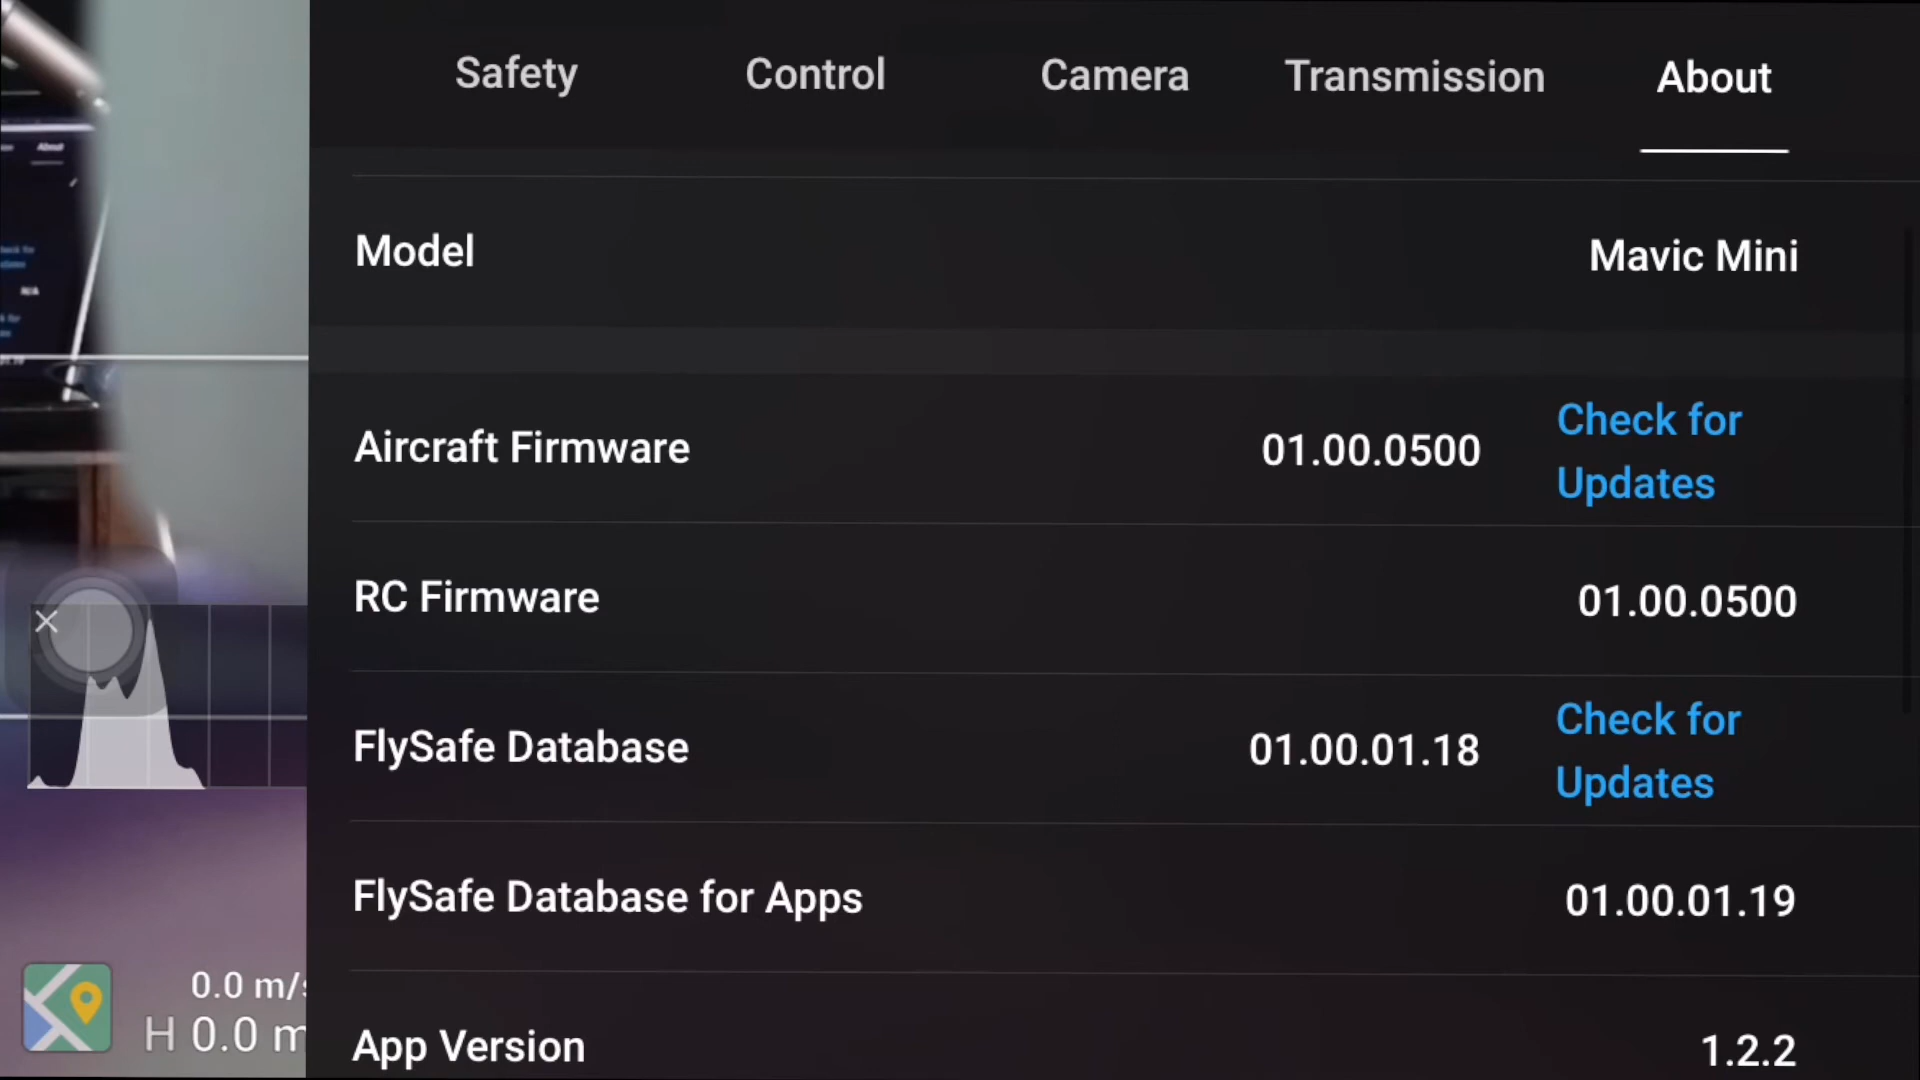 Safety Control Camera Transmission About
Model Mavic Mini
Aircraft Firmware 01.00.0500 Check for
Updates
RC Firmware 01.00.0500
FlySafe Database 01.00.01.18 Check for
Updates
FlySafe Database for Apps 01.00.01.19
App Version 1.2.2
0.0 m/s
H 0.0 m
About
N/A